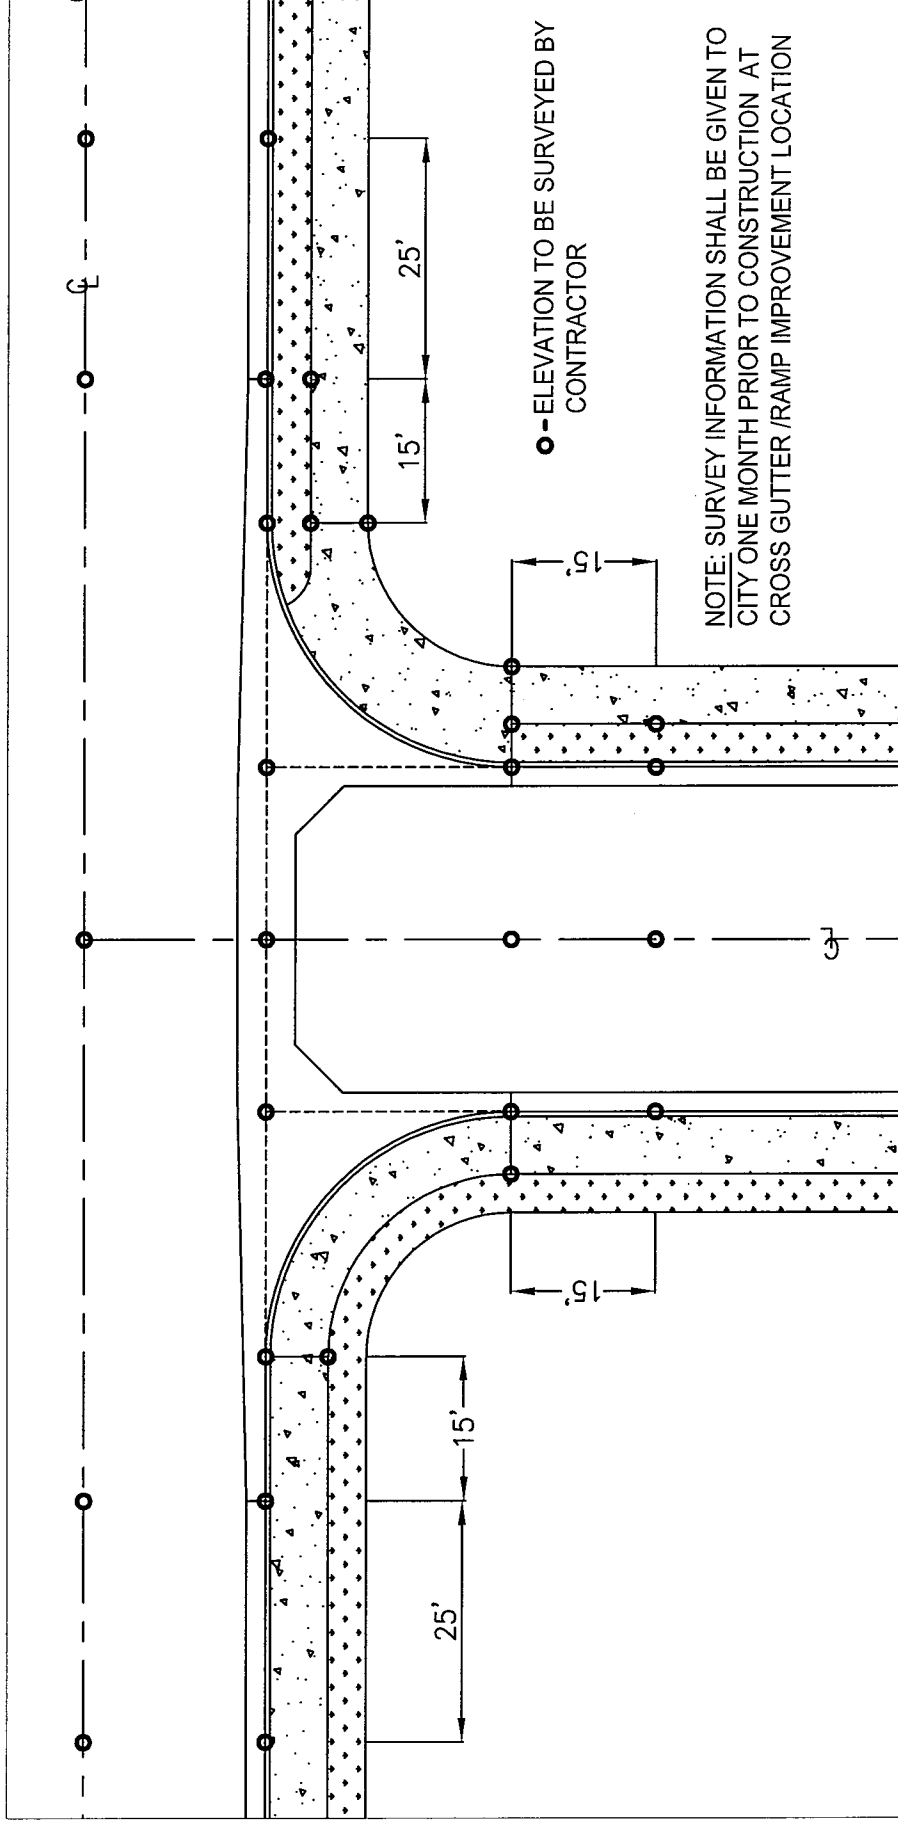 ℄
25'
15'
O - ELEVATION TO BE SURVEYED BY
CONTRACTOR
NOTE: SURVEY INFORMATION SHALL BE GIVEN TO
CITY ONE MONTH PRIOR TO CONSTRUCTION AT
CROSS GUTTER /RAMP IMPROVEMENT LOCATION
15'
℄
15'
15'
25'